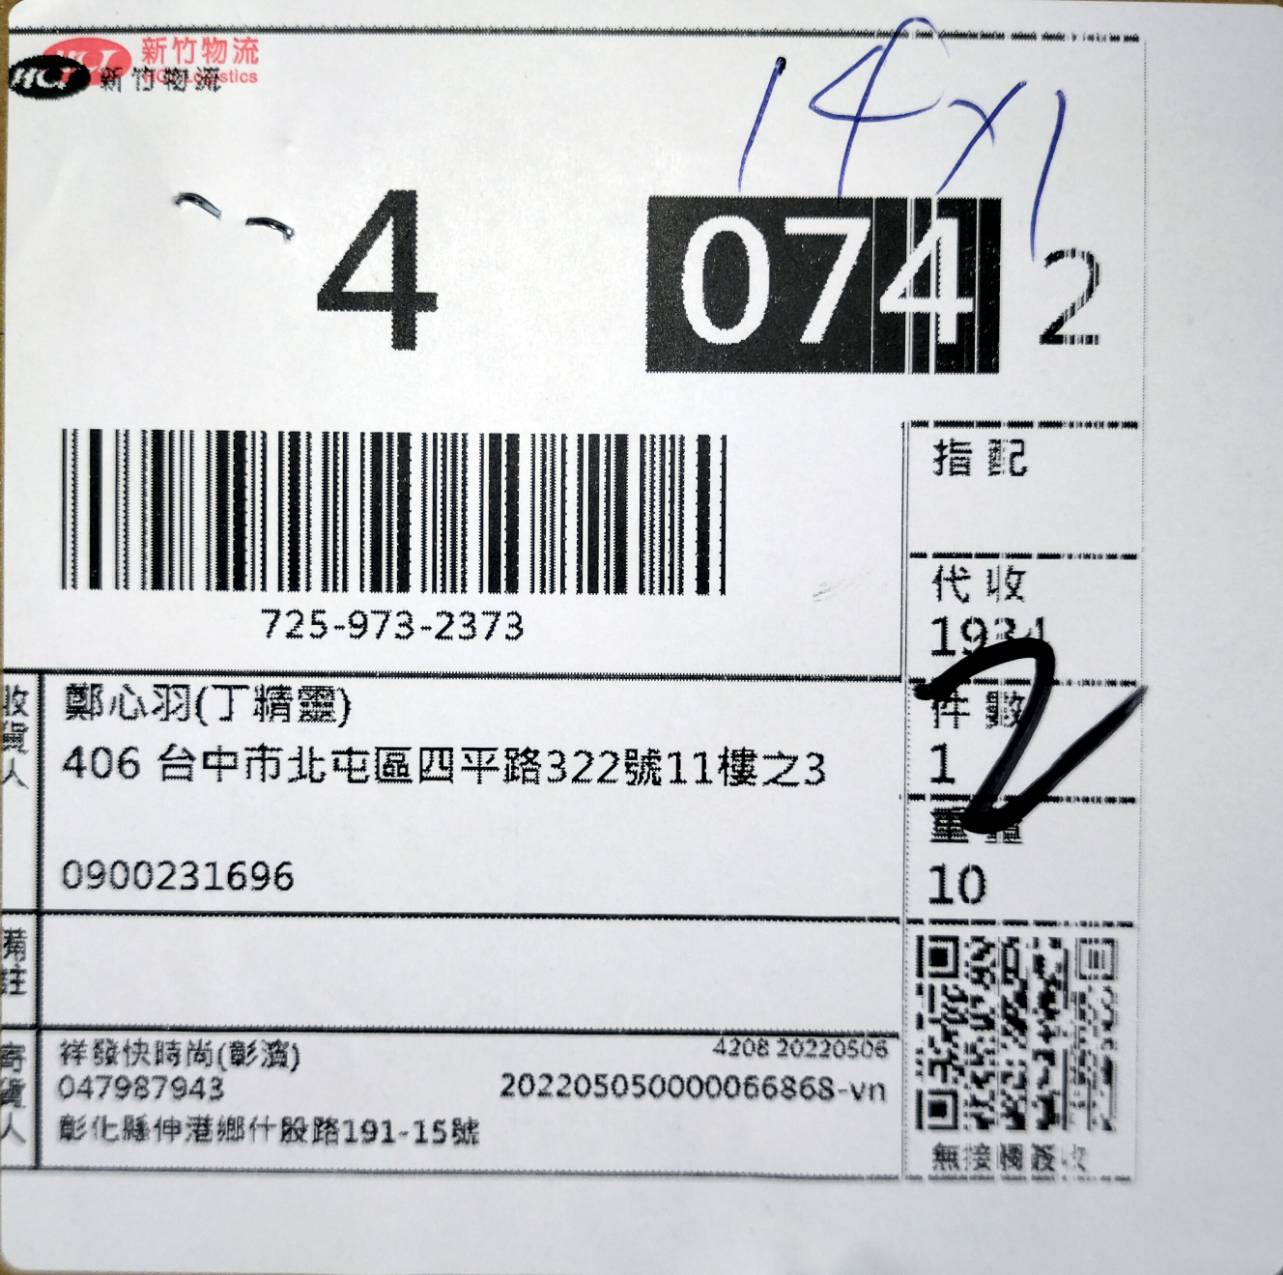 新竹物流
HCT Logistics
HCT 新竹物流
14x1
4
074
2
指配
725-973-2373
代收
1934
收貨人
鄭心羽(丁精靈)
406 台中市北屯區四平路322號11樓之3
0900231696
件數
1
2
重量
10
備註
寄貨人
祥發快時尚(彰濱)
4208 20220506
047987943
202205050000066868-vn
彰化縣伸港鄉什股路191-15號
無接觸簽收